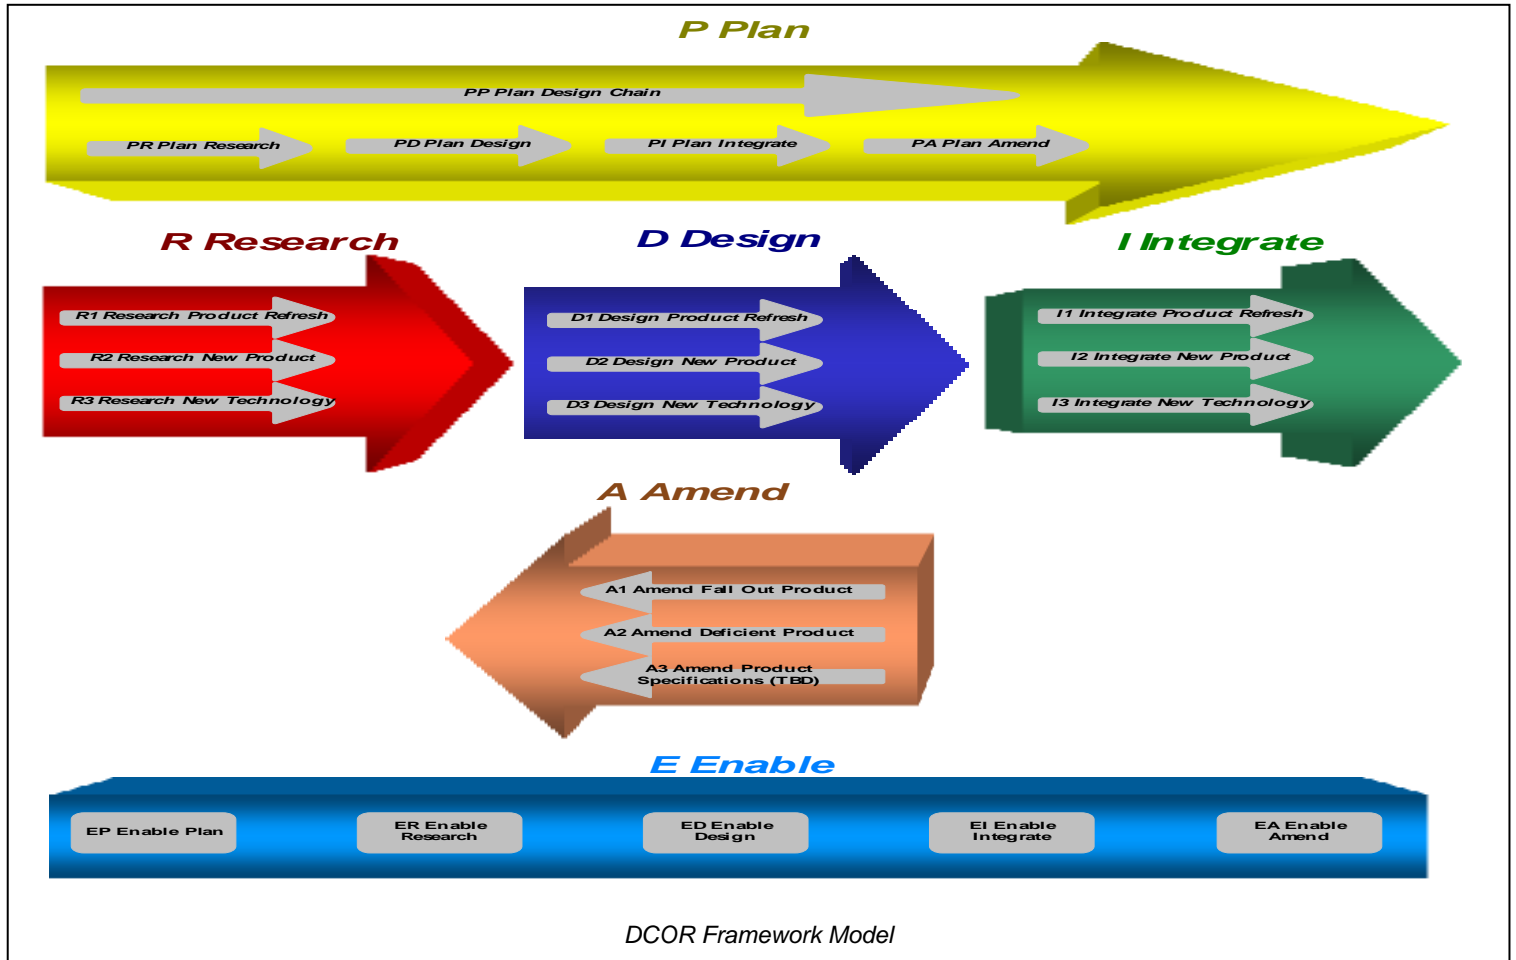 P Plan
PP Plan Design Chain
PR Plan Research
PD Plan Design
PI Plan Integrate
PA Plan Amend
R Research
D Design
I Integrate
R1 Research Product Refresh
R2 Research New Product
R3 Research New Technology
D1 Design Product Refresh
D2 Design New Product
D3 Design New Technology
I1 Integrate Product Refresh
I2 Integrate New Product
I3 Integrate New Technology
A Amend
A1 Amend Fall Out Product
A2 Amend Deficient Product
A3 Amend Product
Specifications (TBD)
E Enable
EP Enable Plan
ER Enable
Research
ED Enable
Design
EI Enable
Integrate
EA Enable
Amend
DCOR Framework Model